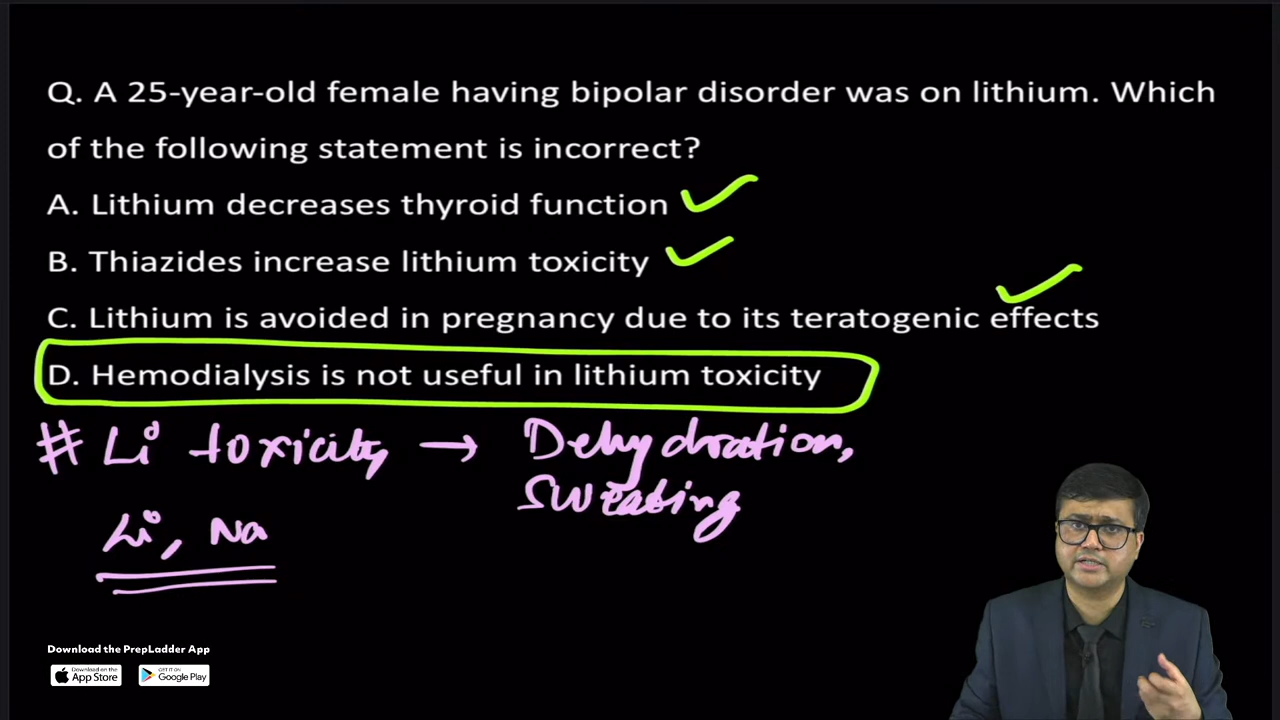 Q. A 25-year-old female having bipolar disorder was on lithium. Which
of the following statement is incorrect?
A. Lithium decreases thyroid function
B. Thiazides increase lithium toxicity
C. Lithium is avoided in pregnancy due to its teratogenic effects
D. Hemodialysis is not useful in lithium toxicity
# Li toxicity → Dehydration,
Sweating
Li, Na
Download the PrepLadder App
Download on the App Store
GET IT ON Google Play